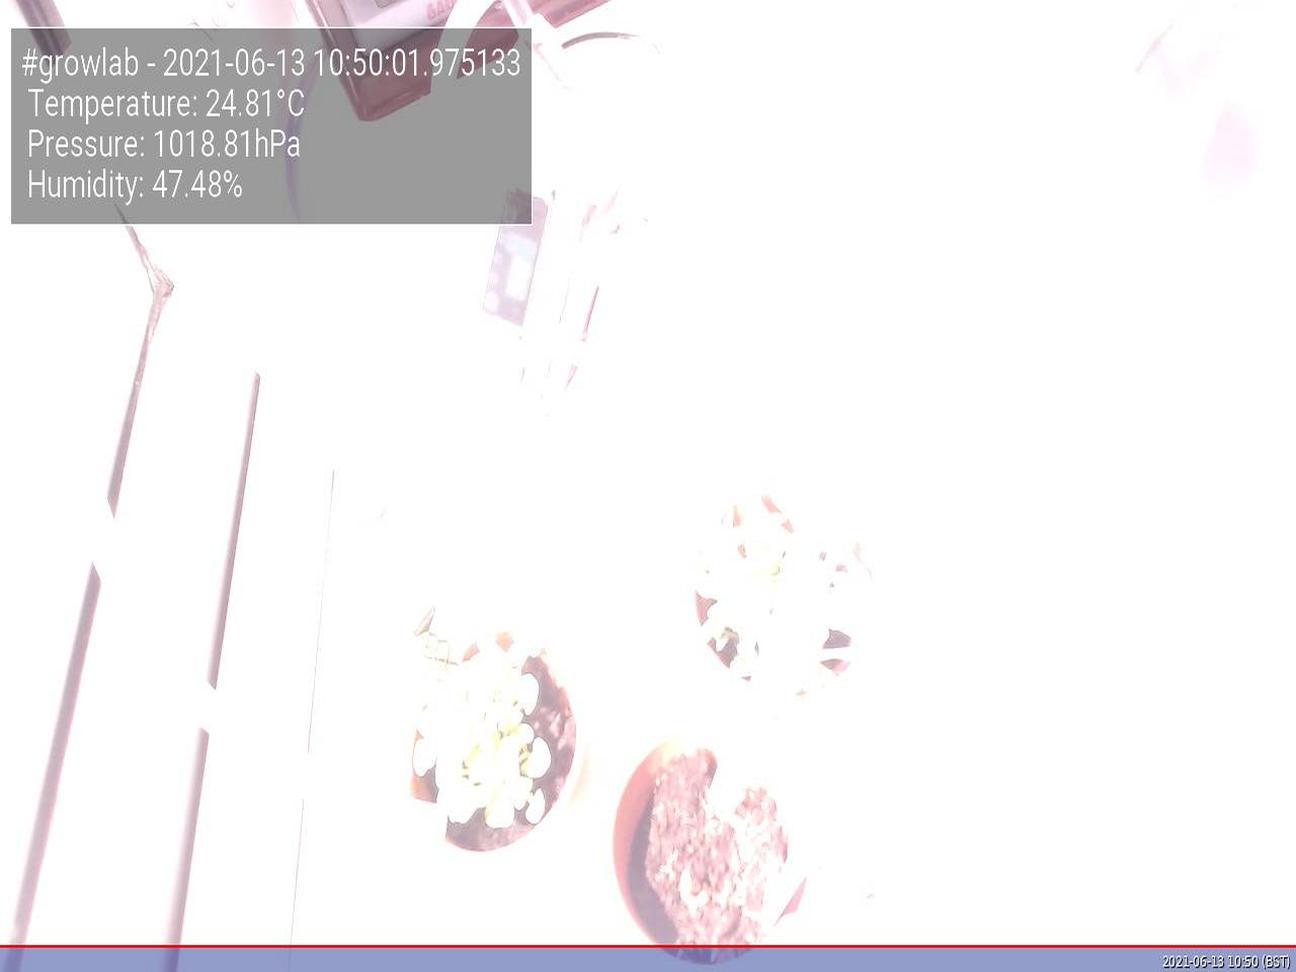 #growlab - 2021-06-13 10:50:01.975133
Temperature: 24.81°C
Pressure: 1018.81hPa
Humidity: 47.48%
2021-06-13 10:50 (BST)